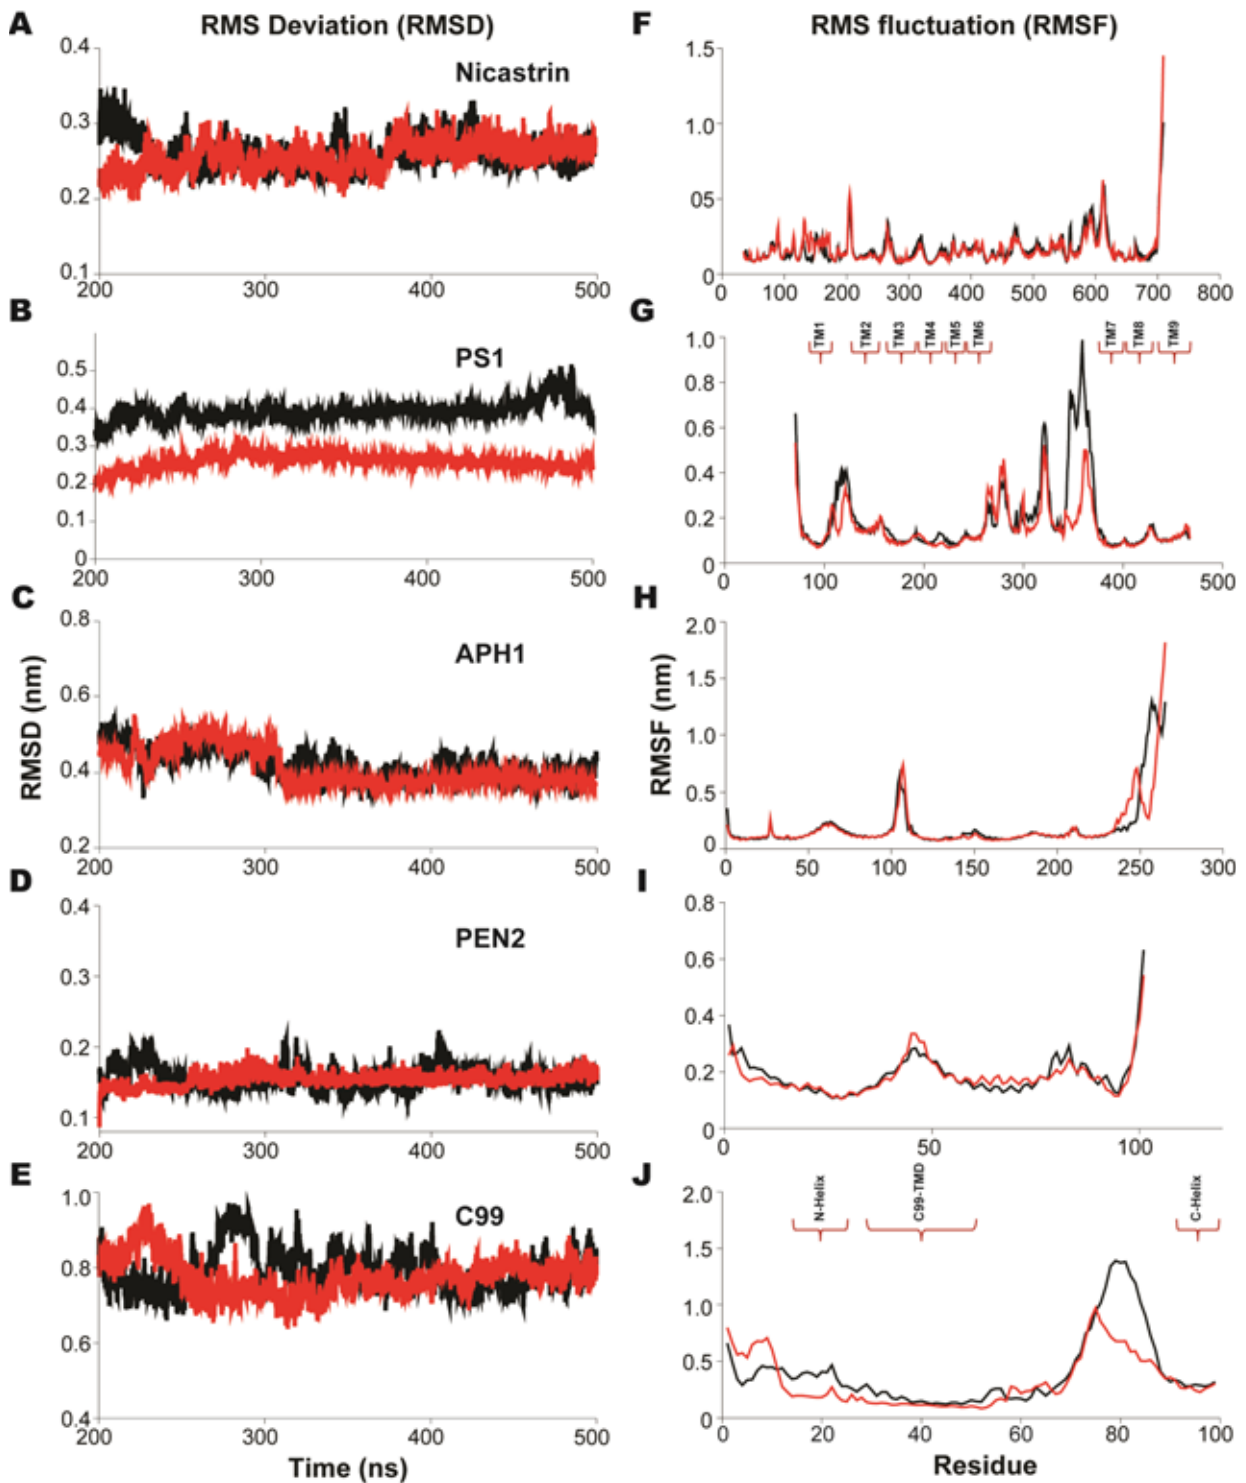 A RMS Deviation (RMSD)
0.4
0.3
0.2
0.1
Nicastrin
200 300 400 500
F RMS fluctuation (RMSF)
1.5
1.0
05
0
0 100 200 300 400 500 600 700 800
B
0.5
0.4
0.3
0.2
0.1
0
PS1
200 300 400 500
G
TM1 TM2 TM3 TM4 TM5 TM6 TM7 TM8 TM9
1.0
0.8
0.6
0.4
0.2
0
0 100 200 300 400 500
C
0.8
0.6
0.4
0.2
APH1
RMSD (nm)
200 300 400 500
H
2.0
1.5
1.0
0.5
0
RMSF (nm)
0 50 100 150 200 250 300
D
0.4
0.3
0.2
0.1
PEN2
200 300 400 500
I
0.8
0.6
0.4
0.2
0
0 50 100
E
1.0
0.8
0.6
0.4
C99
200 300 400 500
Time (ns)
J
N-Helix C99-TMD C-Helix
2.0
1.5
1.0
0.5
0
0 20 40 60 80 100
Residue